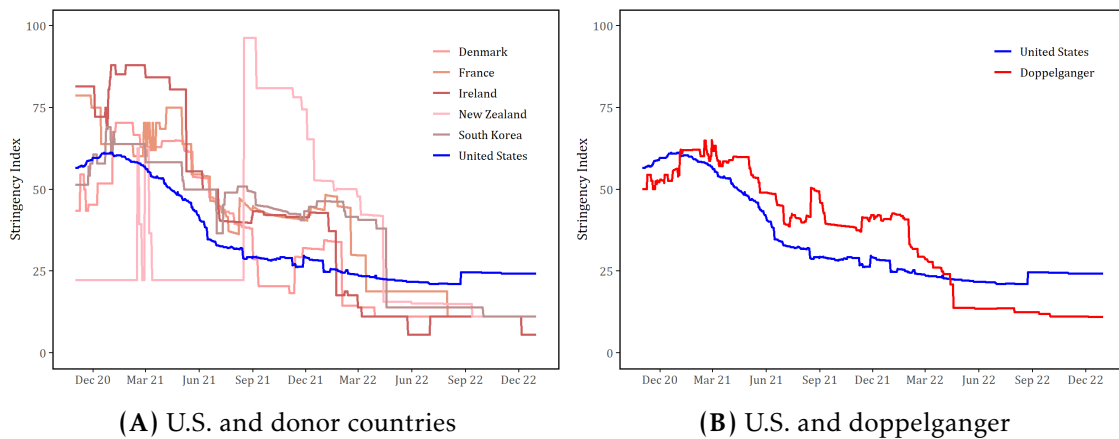 Stringency Index
100
75
50
25
0
Denmark
France
Ireland
New Zealand
South Korea
United States
Dec 20 Mar 21 Jun 21 Sep 21 Dec 21 Mar 22 Jun 22 Sep 22 Dec 22
(A) U.S. and donor countries
Stringency Index
100
75
50
25
0
United States
Doppelganger
Dec 20 Mar 21 Jun 21 Sep 21 Dec 21 Mar 22 Jun 22 Sep 22 Dec 22
(B) U.S. and doppelganger